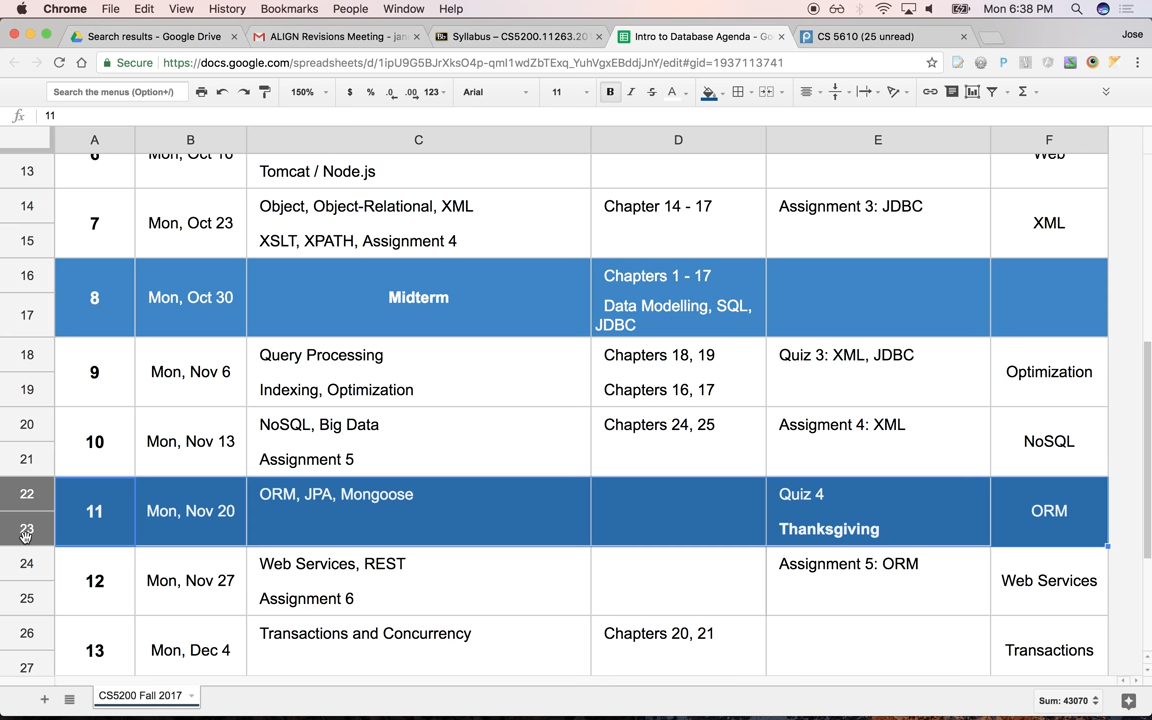 Chrome File Edit View History Bookmarks People Window Help Mon 6:38 PM
Search results - Google Drive × ALIGN Revisions Meeting - jan × Syllabus – CS5200.11263.20 × Intro to Database Agenda - Go × CS 5610 (25 unread) × Jose
Secure https://docs.google.com/spreadsheets/d/1ipU9G5BJrXksO4p-qmI1wdZbTExq_YuhVgxEBddjJnY/edit#gid=1937113741
Search the menus (Option+/) 150% $ % .0 .00 123 Arial 11 B I S A Σ
fx 11
A B C D E F
6 Mon, Oct 16 Web
13 Tomcat / Node.js
14 Object, Object-Relational, XML Chapter 14 - 17 Assignment 3: JDBC
7 Mon, Oct 23 XML
15 XSLT, XPATH, Assignment 4
16 Chapters 1 - 17
8 Mon, Oct 30 Midterm
17 Data Modelling, SQL,
JDBC
18 Query Processing Chapters 18, 19 Quiz 3: XML, JDBC
9 Mon, Nov 6 Optimization
19 Indexing, Optimization Chapters 16, 17
20 NoSQL, Big Data Chapters 24, 25 Assigment 4: XML
10 Mon, Nov 13 NoSQL
21 Assignment 5
22 ORM, JPA, Mongoose Quiz 4
11 Mon, Nov 20 ORM
23 Thanksgiving
24 Web Services, REST Assignment 5: ORM
12 Mon, Nov 27 Web Services
25 Assignment 6
26 Transactions and Concurrency Chapters 20, 21
13 Mon, Dec 4 Transactions
27
+ CS5200 Fall 2017 Sum: 43070